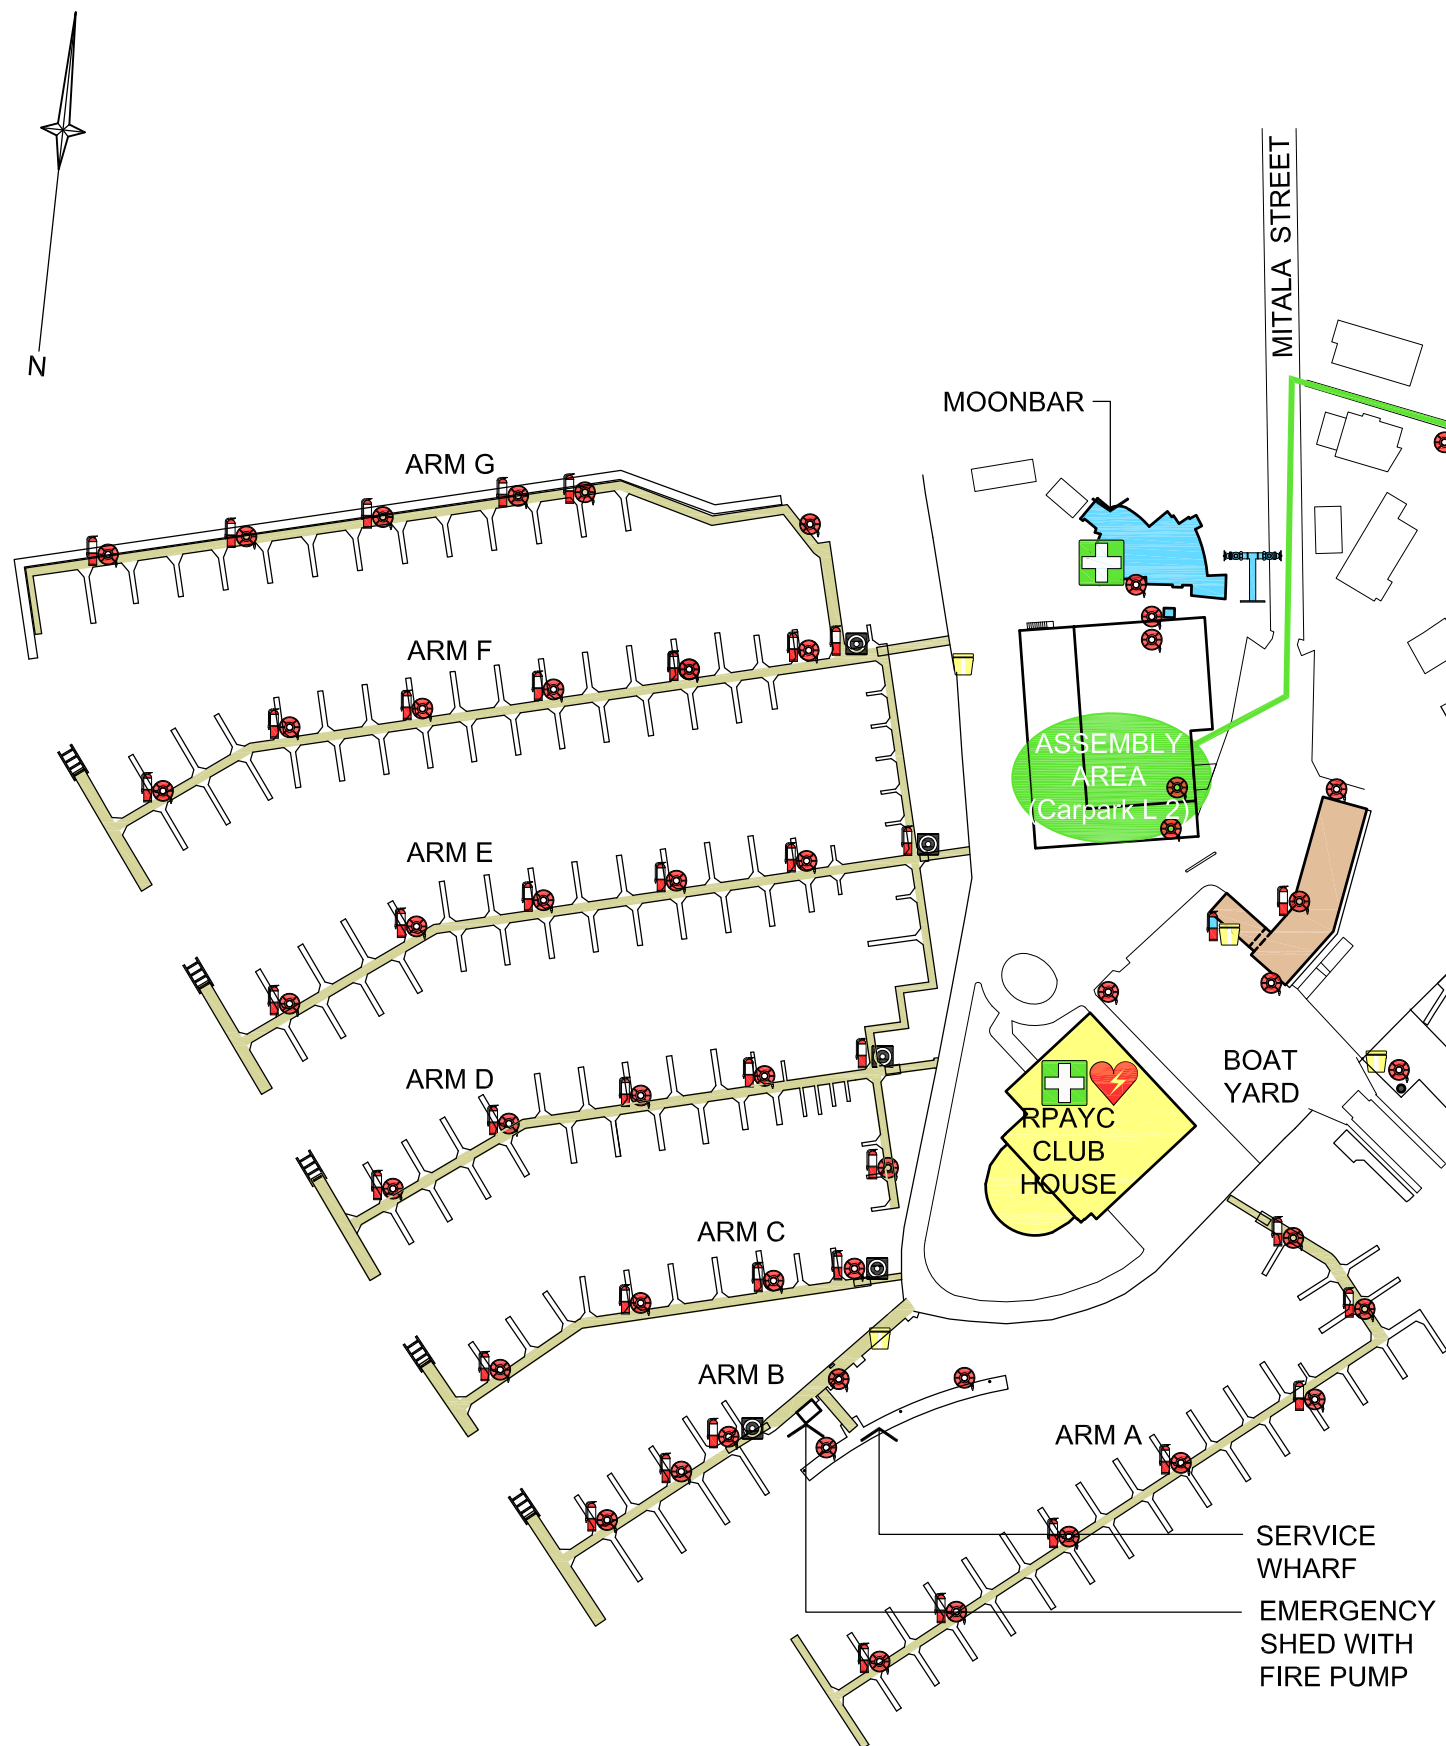 MITALA STREET
N
MOONBAR
ARM G
ARM F
ASSEMBLY
AREA
(Carpark L 2)
ARM E
ARM D
BOAT
YARD
RPAYC
CLUB
HOUSE
ARM C
ARM B
ARM A
SERVICE
WHARF
EMERGENCY
SHED WITH
FIRE PUMP